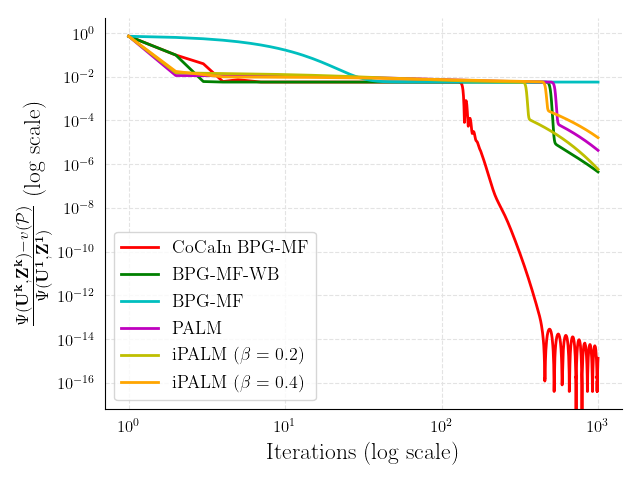 Ψ(U^k,Z^k)−v(𝒫) / Ψ(U^1,Z^1) (log scale)
10^0
10^−2
10^−4
10^−6
10^−8
10^−10
10^−12
10^−14
10^−16
CoCaIn BPG-MF
BPG-MF-WB
BPG-MF
PALM
iPALM (β = 0.2)
iPALM (β = 0.4)
10^0 10^1 10^2 10^3
Iterations (log scale)